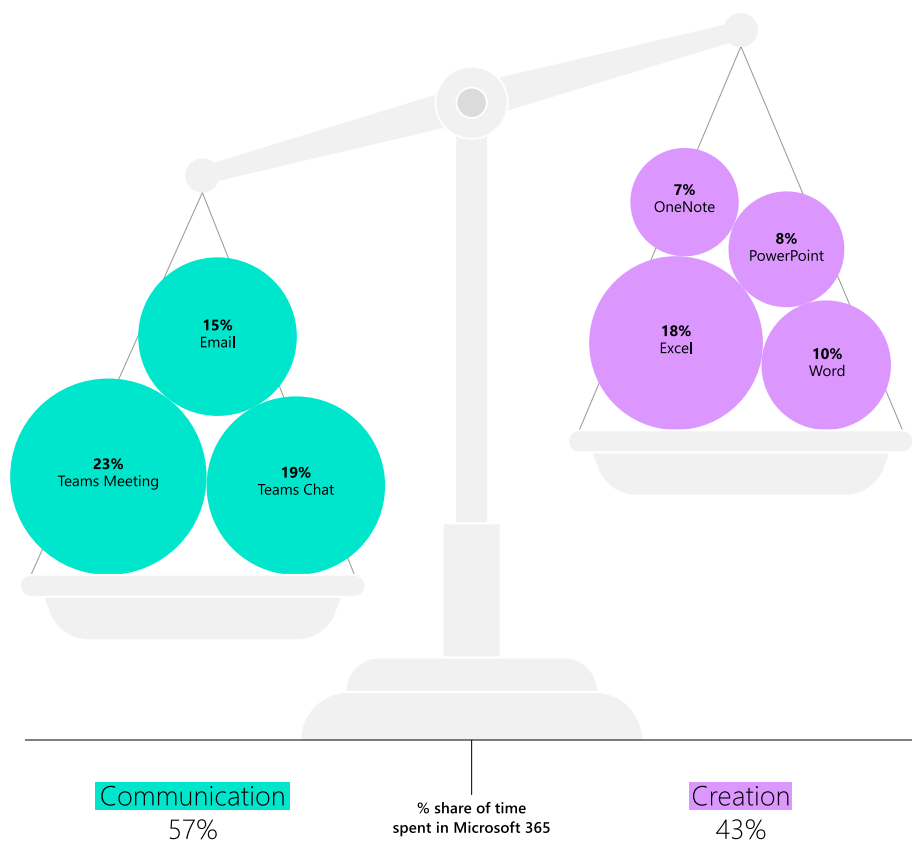 7%
OneNote
8%
PowerPoint
15%
Email
18%
Excel
10%
Word
23%
Teams Meeting
19%
Teams Chat
Communication
57%
% share of time
spent in Microsoft 365
Creation
43%